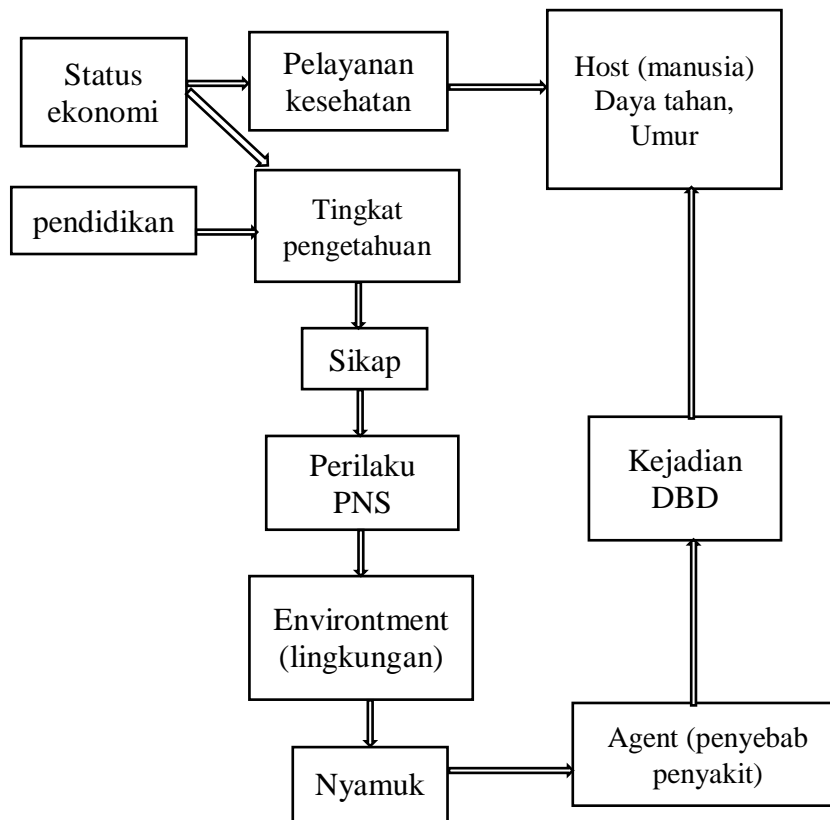 Status
ekonomi
Pelayanan
kesehatan
Host (manusia)
Daya tahan,
Umur
pendidikan
Tingkat
pengetahuan
Sikap
Perilaku
PNS
Kejadian
DBD
Environtment
(lingkungan)
Nyamuk
Agent (penyebab
penyakit)